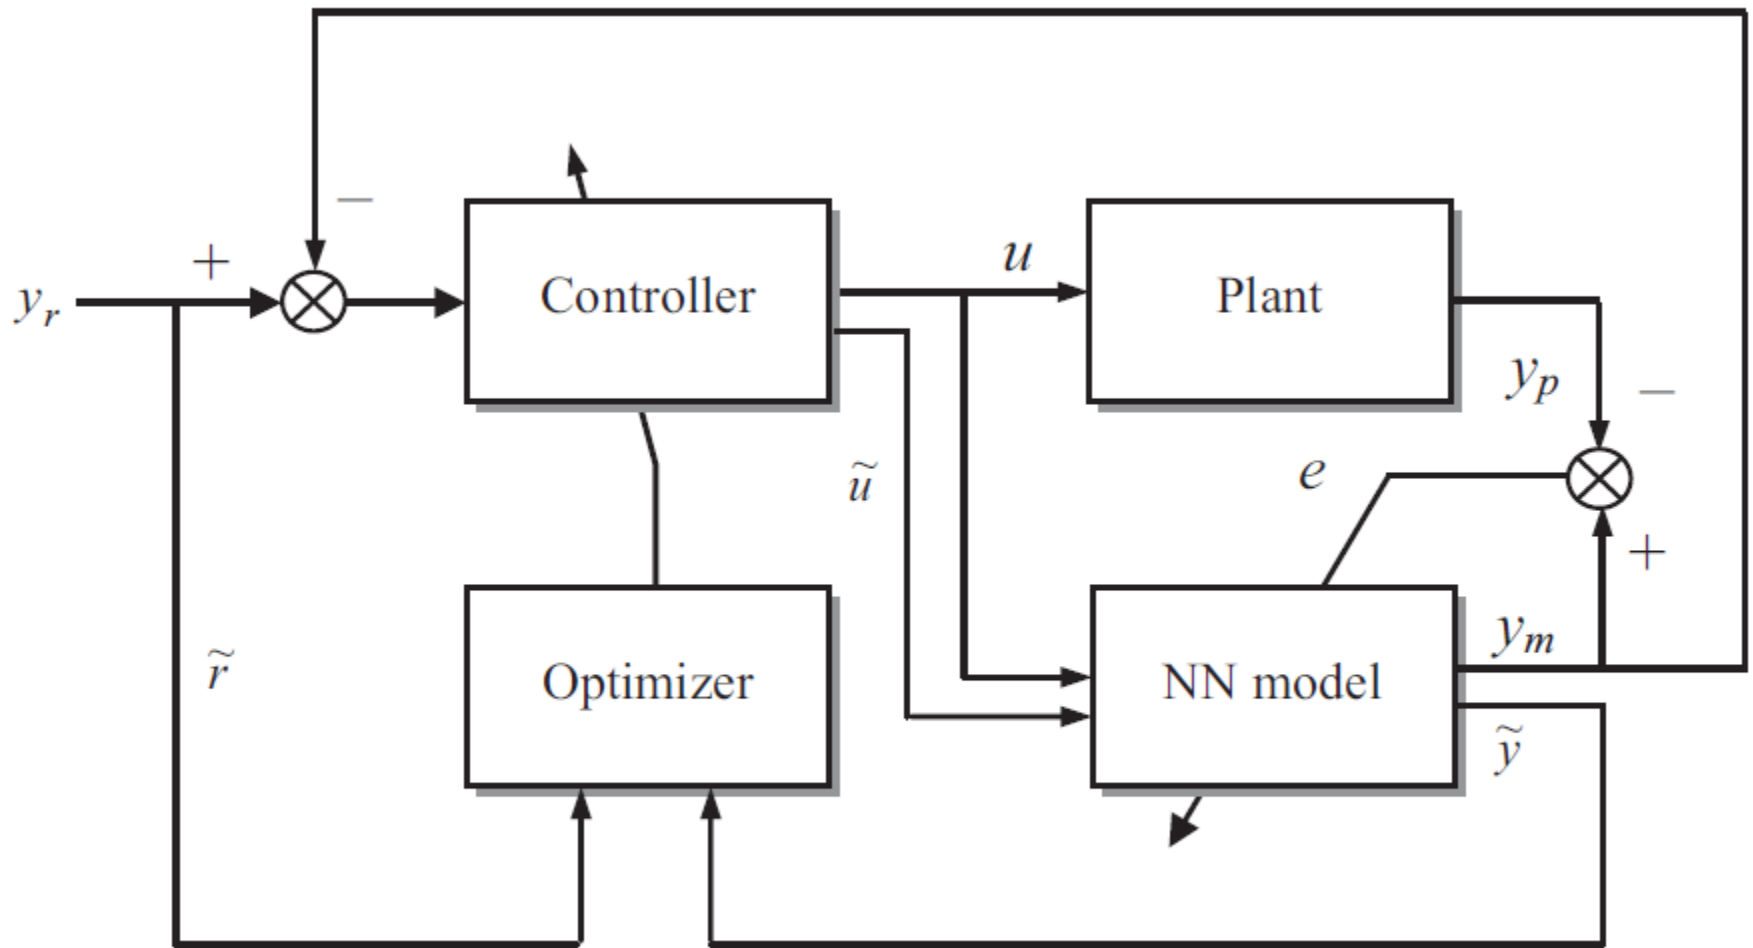 −
+
y_r
Controller
u
Plant
y_p
−
ũ
e
+
r̃
Optimizer
NN model
y_m
ỹ